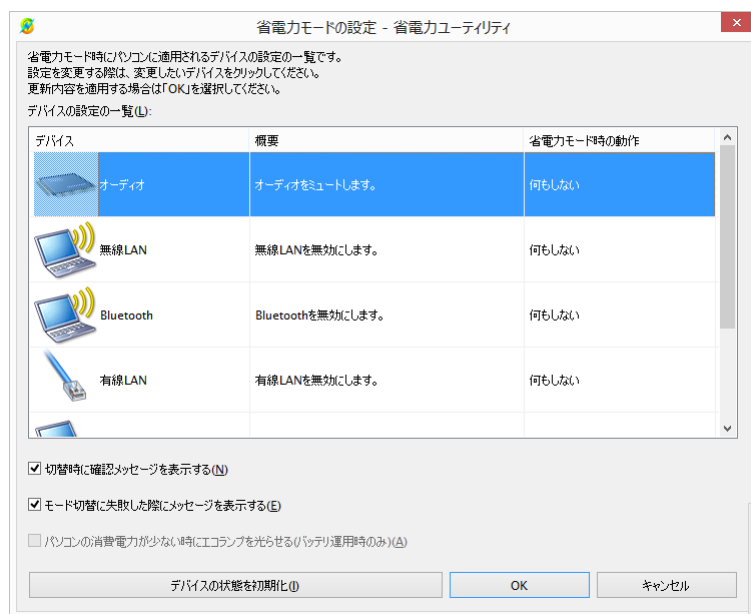 省電力モードの設定 - 省電力ユーティリティ
省電力モード時にパソコンに適用されるデバイスの設定の一覧です。
設定を変更する際は、変更したいデバイスをクリックしてください。
更新内容を適用する場合は「OK」を選択してください。
デバイスの設定の一覧(L):
デバイス 概要 省電力モード時の動作
オーディオ オーディオをミュートします。 何もしない
無線LAN 無線LANを無効にします。 何もしない
Bluetooth Bluetoothを無効にします。 何もしない
有線LAN 有線LANを無効にします。 何もしない
切替時に確認メッセージを表示する(N)
モード切替に失敗した際にメッセージを表示する(E)
パソコンの消費電力が少ない時にエコランプを光らせる(バッテリ運用時のみ)(A)
デバイスの状態を初期化(I) OK キャンセル